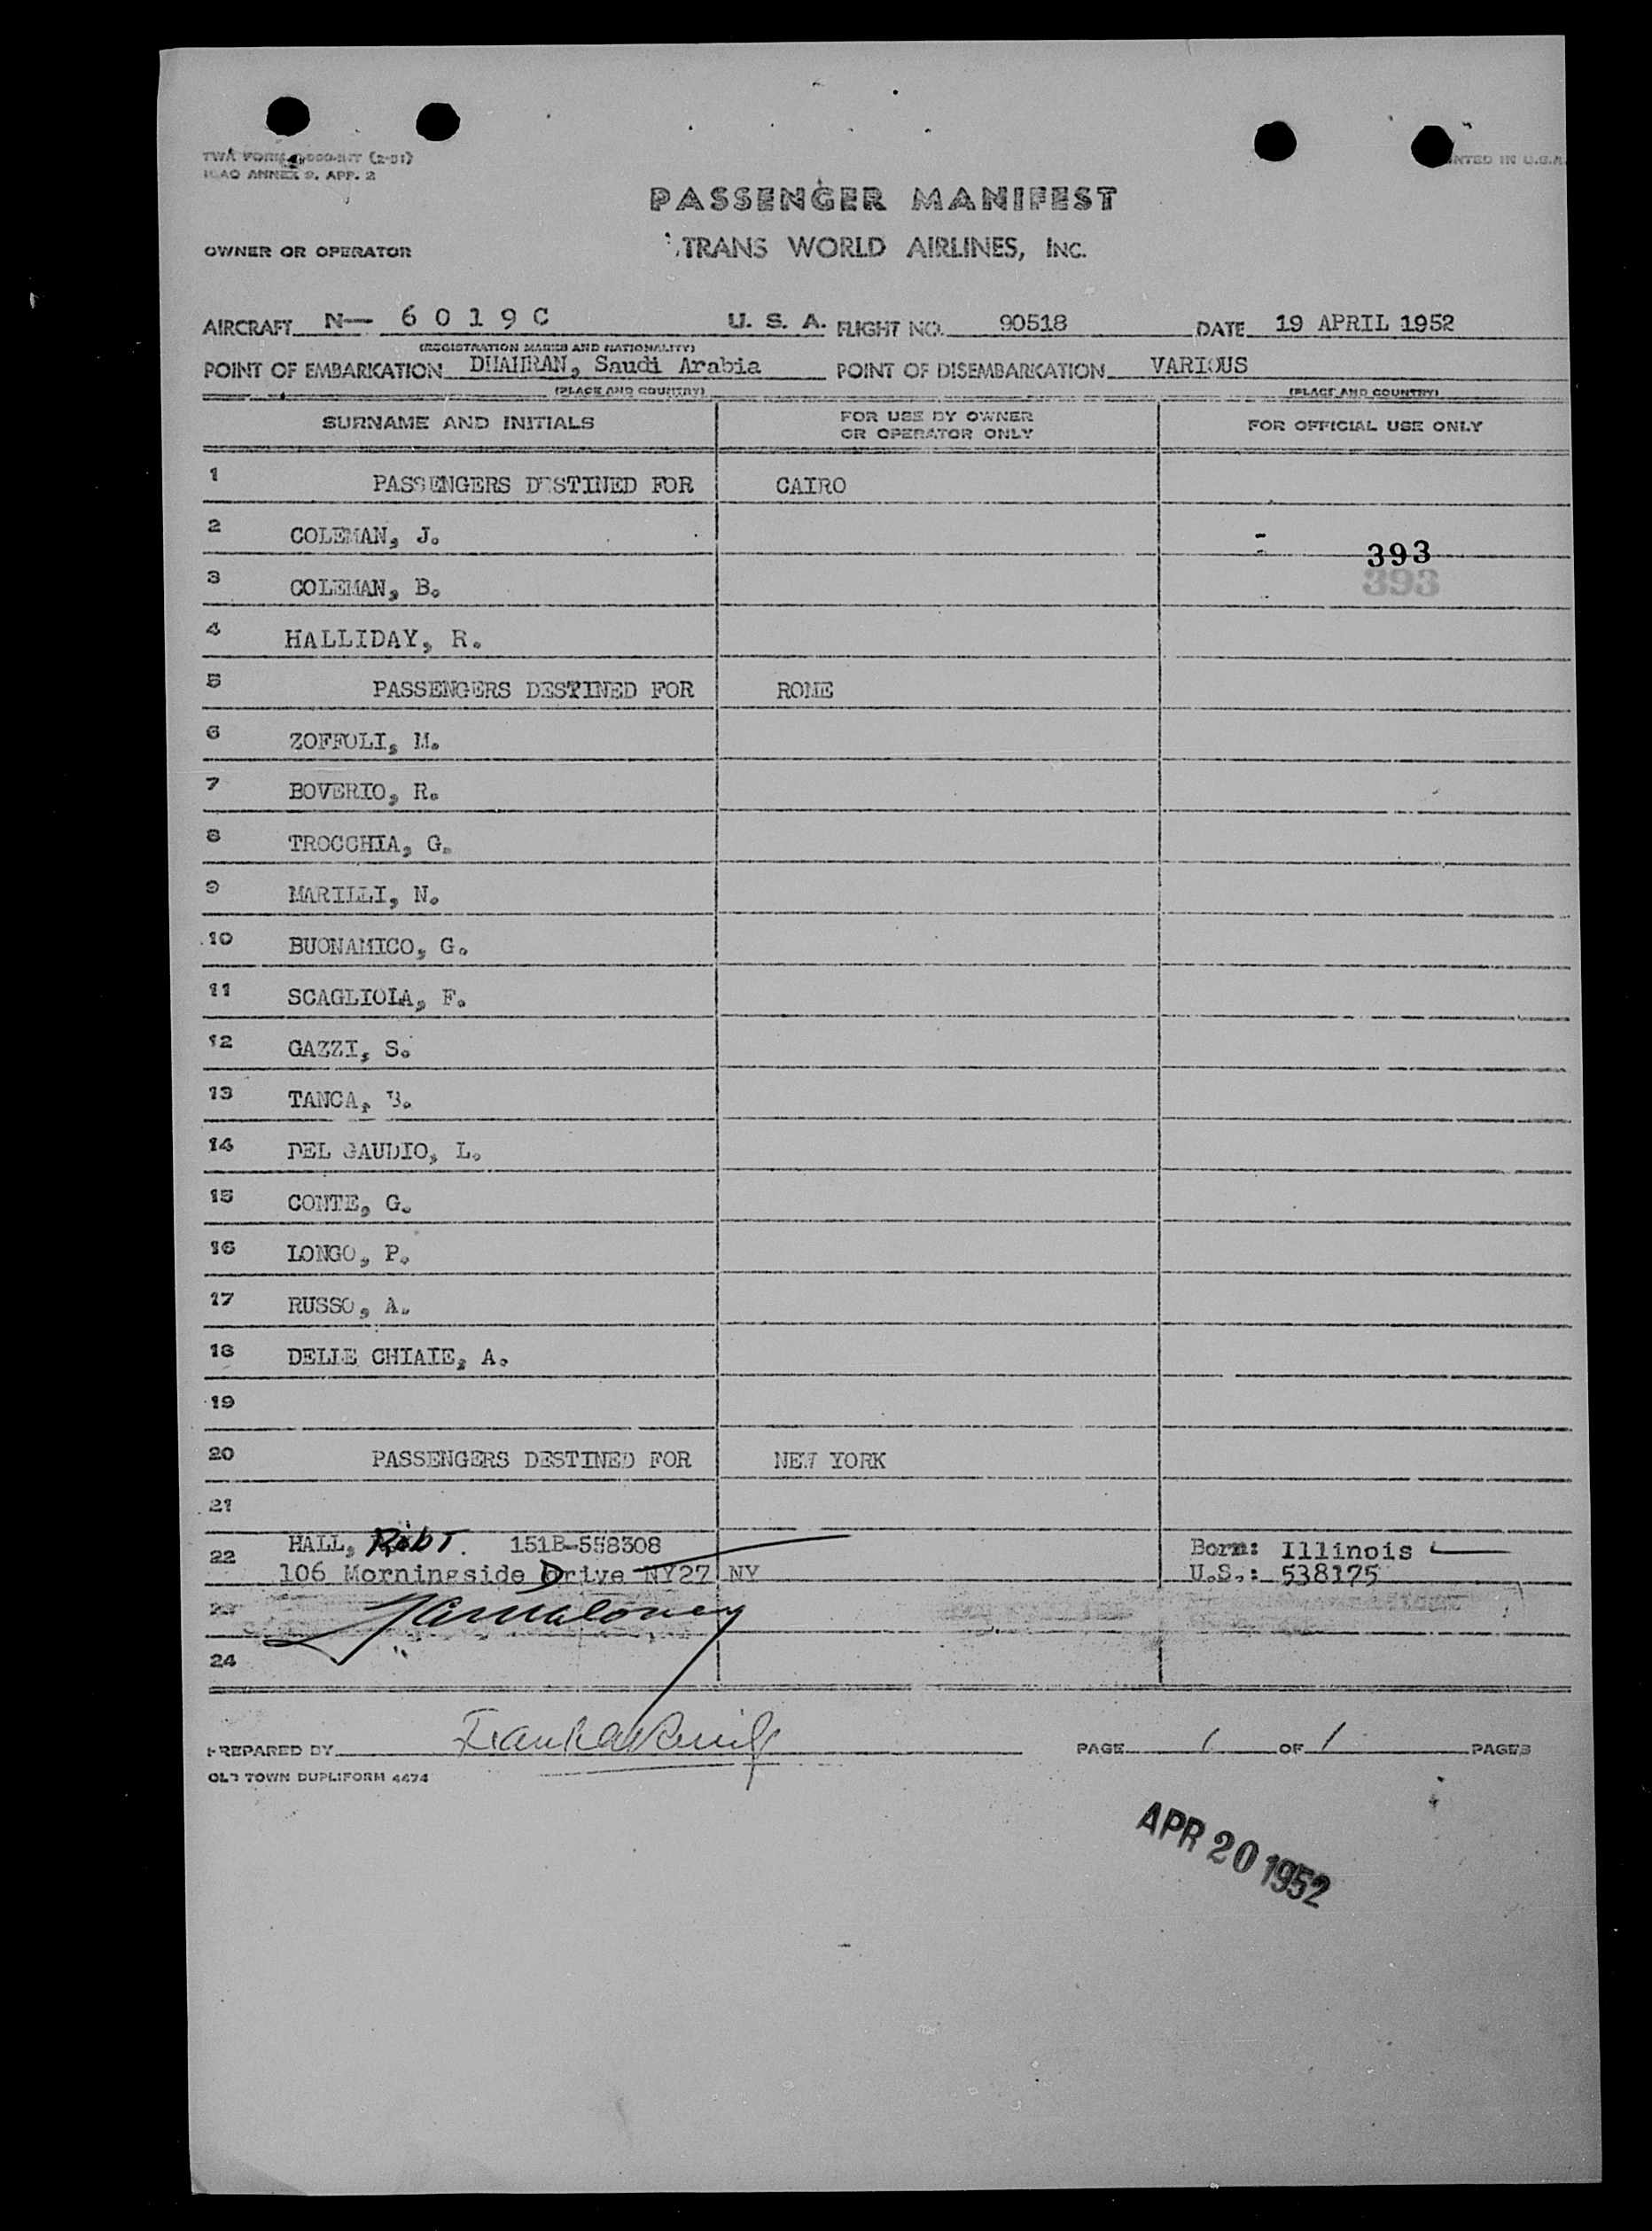 ICAO ANNEX 9, APP. 2
PASSENGER MANIFEST
OWNER OR OPERATOR TRANS WORLD AIRLINES, INC.
AIRCRAFT N— 6 0 1 9 C U. S. A. FLIGHT NO. 90518 DATE 19 APRIL 1952
(REGISTRATION MARKS AND NATIONALITY)
POINT OF EMBARKATION DHAHRAN, Saudi Arabia POINT OF DISEMBARKATION VARIOUS
(PLACE AND COUNTRY) (PLACE AND COUNTRY)
SURNAME AND INITIALS FOR USE BY OWNER OR OPERATOR ONLY FOR OFFICIAL USE ONLY
1 PASSENGERS DESTINED FOR CAIRO
2 COLEMAN, J.
393
393
3 COLEMAN, B.
4 HALLIDAY, R.
5 PASSENGERS DESTINED FOR ROME
6 ZOFFOLI, M.
7 BOVERIO, R.
8 TROCCHIA, G.
9 MARILLI, N.
10 BUONAMICO, G.
11 SCAGLIOLA, F.
12 GAZZI, S.
13 TANCA, B.
14 DEL GAUDIO, L.
15 CONTE, G.
16 LONGO, P.
17 RUSSO, A.
18 DELLE CHIAIE, A.
19
20 PASSENGERS DESTINED FOR NEW YORK
21
22 HALL, Robt. 151B-558308 Born: Illinois
106 Morningside Drive NY27 NY U.S.: 538175
23
24
PREPARED BY PAGE 1 OF 1 PAGES
OLD TOWN DUPLIFORM 4474
APR 20 1952